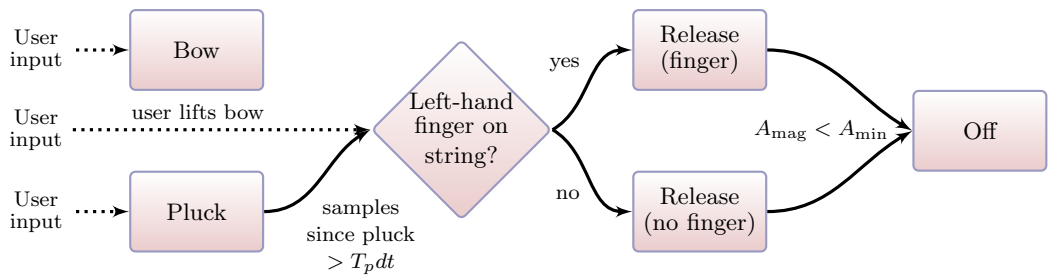 User
input
Bow
User
input
user lifts bow
User
input
Pluck
samples
since pluck
> T_p dt
Left-hand
finger on
string?
yes
Release
(finger)
no
Release
(no finger)
A_mag < A_min
Off